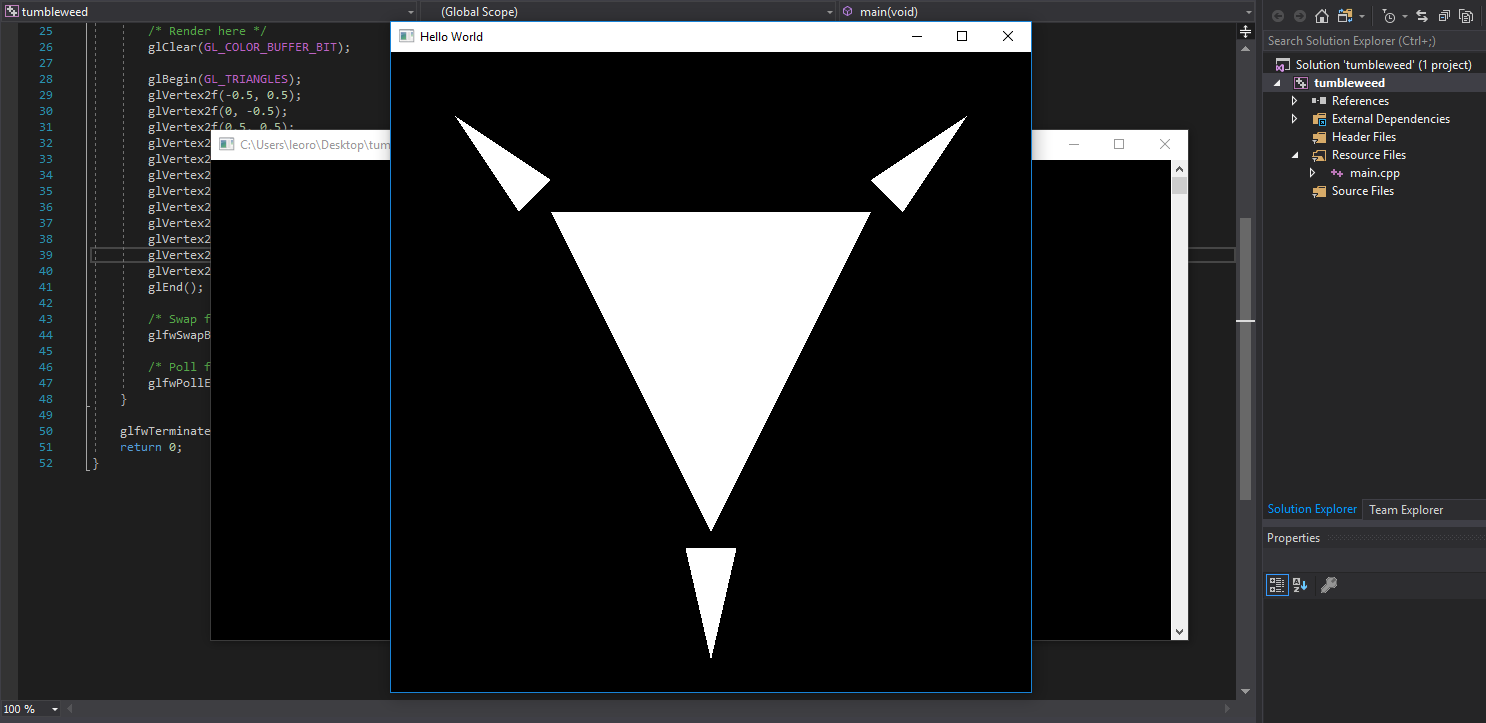 tumbleweed
(Global Scope)
main(void)
25 /* Render here */
26 glClear(GL_COLOR_BUFFER_BIT);
27
28 glBegin(GL_TRIANGLES);
29 glVertex2f(-0.5, 0.5);
30 glVertex2f(0, -0.5);
31 glVertex2f(0.5, 0.5);
32 glVertex2
33 glVertex2
34 glVertex2
35 glVertex2
36 glVertex2
37 glVertex2
38 glVertex2
39 glVertex2
40 glVertex2
41 glEnd();
42
43 /* Swap f
44 glfwSwapB
45
46 /* Poll f
47 glfwPollE
48 }
49
50 glfwTerminate
51 return 0;
52 }
100 %
Hello World
C:\Users\leoro\Desktop\tum
Search Solution Explorer (Ctrl+;)
Solution 'tumbleweed' (1 project)
tumbleweed
References
External Dependencies
Header Files
Resource Files
main.cpp
Source Files
Solution Explorer
Team Explorer
Properties